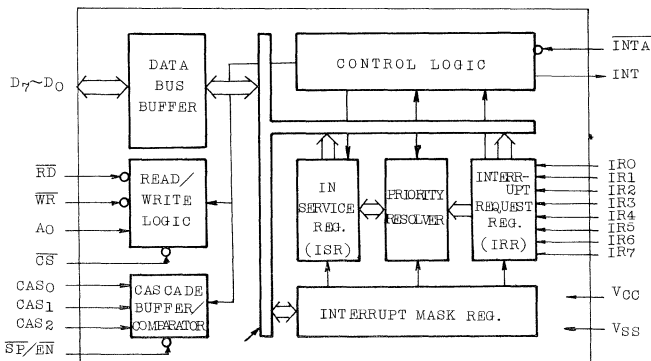 D7~D0
DATA
BUS
BUFFER
CONTROL LOGIC
INTA
INT
RD
WR
A0
CS
READ/
WRITE
LOGIC
IN
SERVICE
REG.
(ISR)
PRIORITY
RESOLVER
INTERR-
UPT
REQUEST
REG.
(IRR)
IR0
IR1
IR2
IR3
IR4
IR5
IR6
IR7
CAS0
CAS1
CAS2
SP/EN
CASCADE
BUFFER/
COMPARATOR
INTERRUPT MASK REG.
VCC
VSS